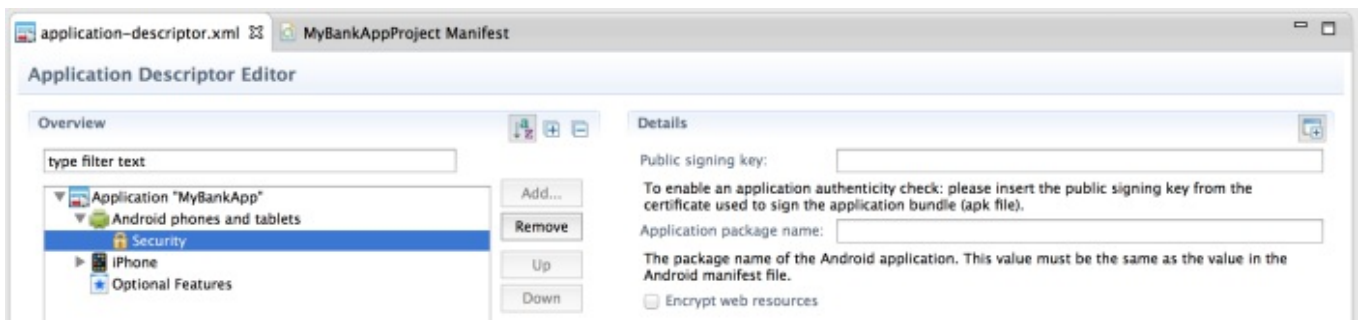 application-descriptor.xml
MyBankAppProject Manifest
Application Descriptor Editor
Overview
type filter text
Application "MyBankApp"
Android phones and tablets
Security
iPhone
Optional Features
Add...
Remove
Up
Down
Details
Public signing key:
To enable an application authenticity check: please insert the public signing key from the
certificate used to sign the application bundle (apk file).
Application package name:
The package name of the Android application. This value must be the same as the value in the
Android manifest file.
Encrypt web resources